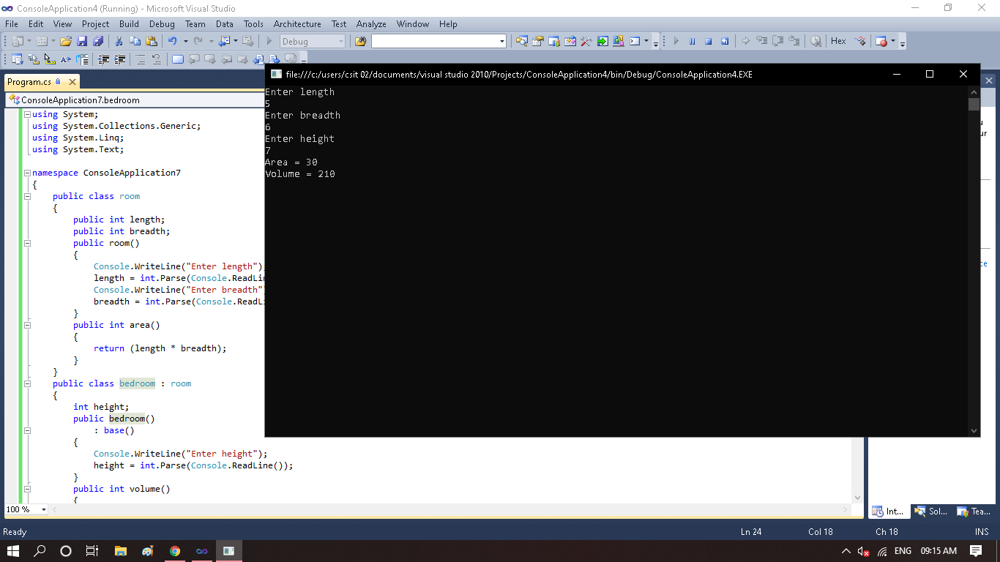 ConsoleApplication4 (Running) - Microsoft Visual Studio
File Edit View Project Build Debug Team Data Tools Architecture Test Analyze Window Help
Debug Hex
Program.cs
file:///c:/users/csit 02/documents/visual studio 2010/Projects/ConsoleApplication4/bin/Debug/ConsoleApplication4.EXE
ConsoleApplication7.bedroom
Enter length
5
Enter breadth
6
Enter height
7
Area = 30
Volume = 210
using System;
using System.Collections.Generic;
using System.Linq;
using System.Text;
namespace ConsoleApplication7
{
public class room
{
public int length;
public int breadth;
public room()
{
Console.WriteLine("Enter length")
length = int.Parse(Console.ReadLi
Console.WriteLine("Enter breadth"
breadth = int.Parse(Console.ReadL
}
public int area()
{
return (length * breadth);
}
}
public class bedroom : room
{
int height;
public bedroom()
: base()
{
Console.WriteLine("Enter height");
height = int.Parse(Console.ReadLine());
}
public int volume()
{
100 %
Int... Sol... Tea...
Ready Ln 24 Col 18 Ch 18 INS
ENG 09:15 AM